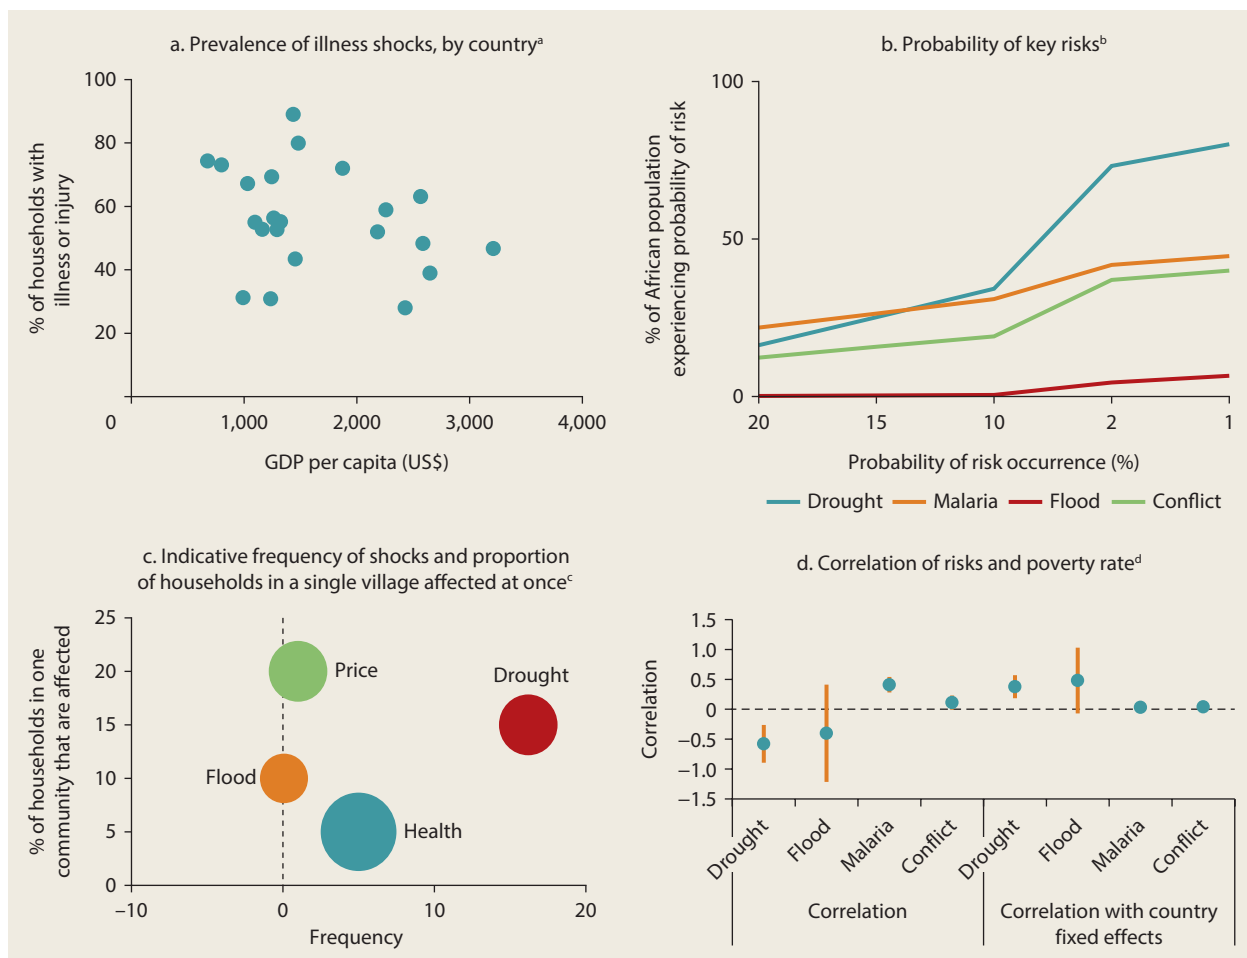 a. Prevalence of illness shocks, by countryᵃ
% of households with
illness or injury
100
80
60
40
20
0
1,000
2,000
3,000
4,000
GDP per capita (US$)
b. Probability of key risksᵇ
% of African population
experiencing probability of risk
100
50
0
20
15
10
2
1
Probability of risk occurrence (%)
Drought
Malaria
Flood
Conflict
c. Indicative frequency of shocks and proportion
of households in a single village affected at onceᶜ
% of households in one
community that are affected
25
20
15
10
5
0
Price
Drought
Flood
Health
–10
0
10
20
Frequency
d. Correlation of risks and poverty rateᵈ
Correlation
1.5
1.0
0.5
0
–0.5
–1.0
–1.5
Drought
Flood
Malaria
Conflict
Drought
Flood
Malaria
Conflict
Correlation
Correlation with country
fixed effects